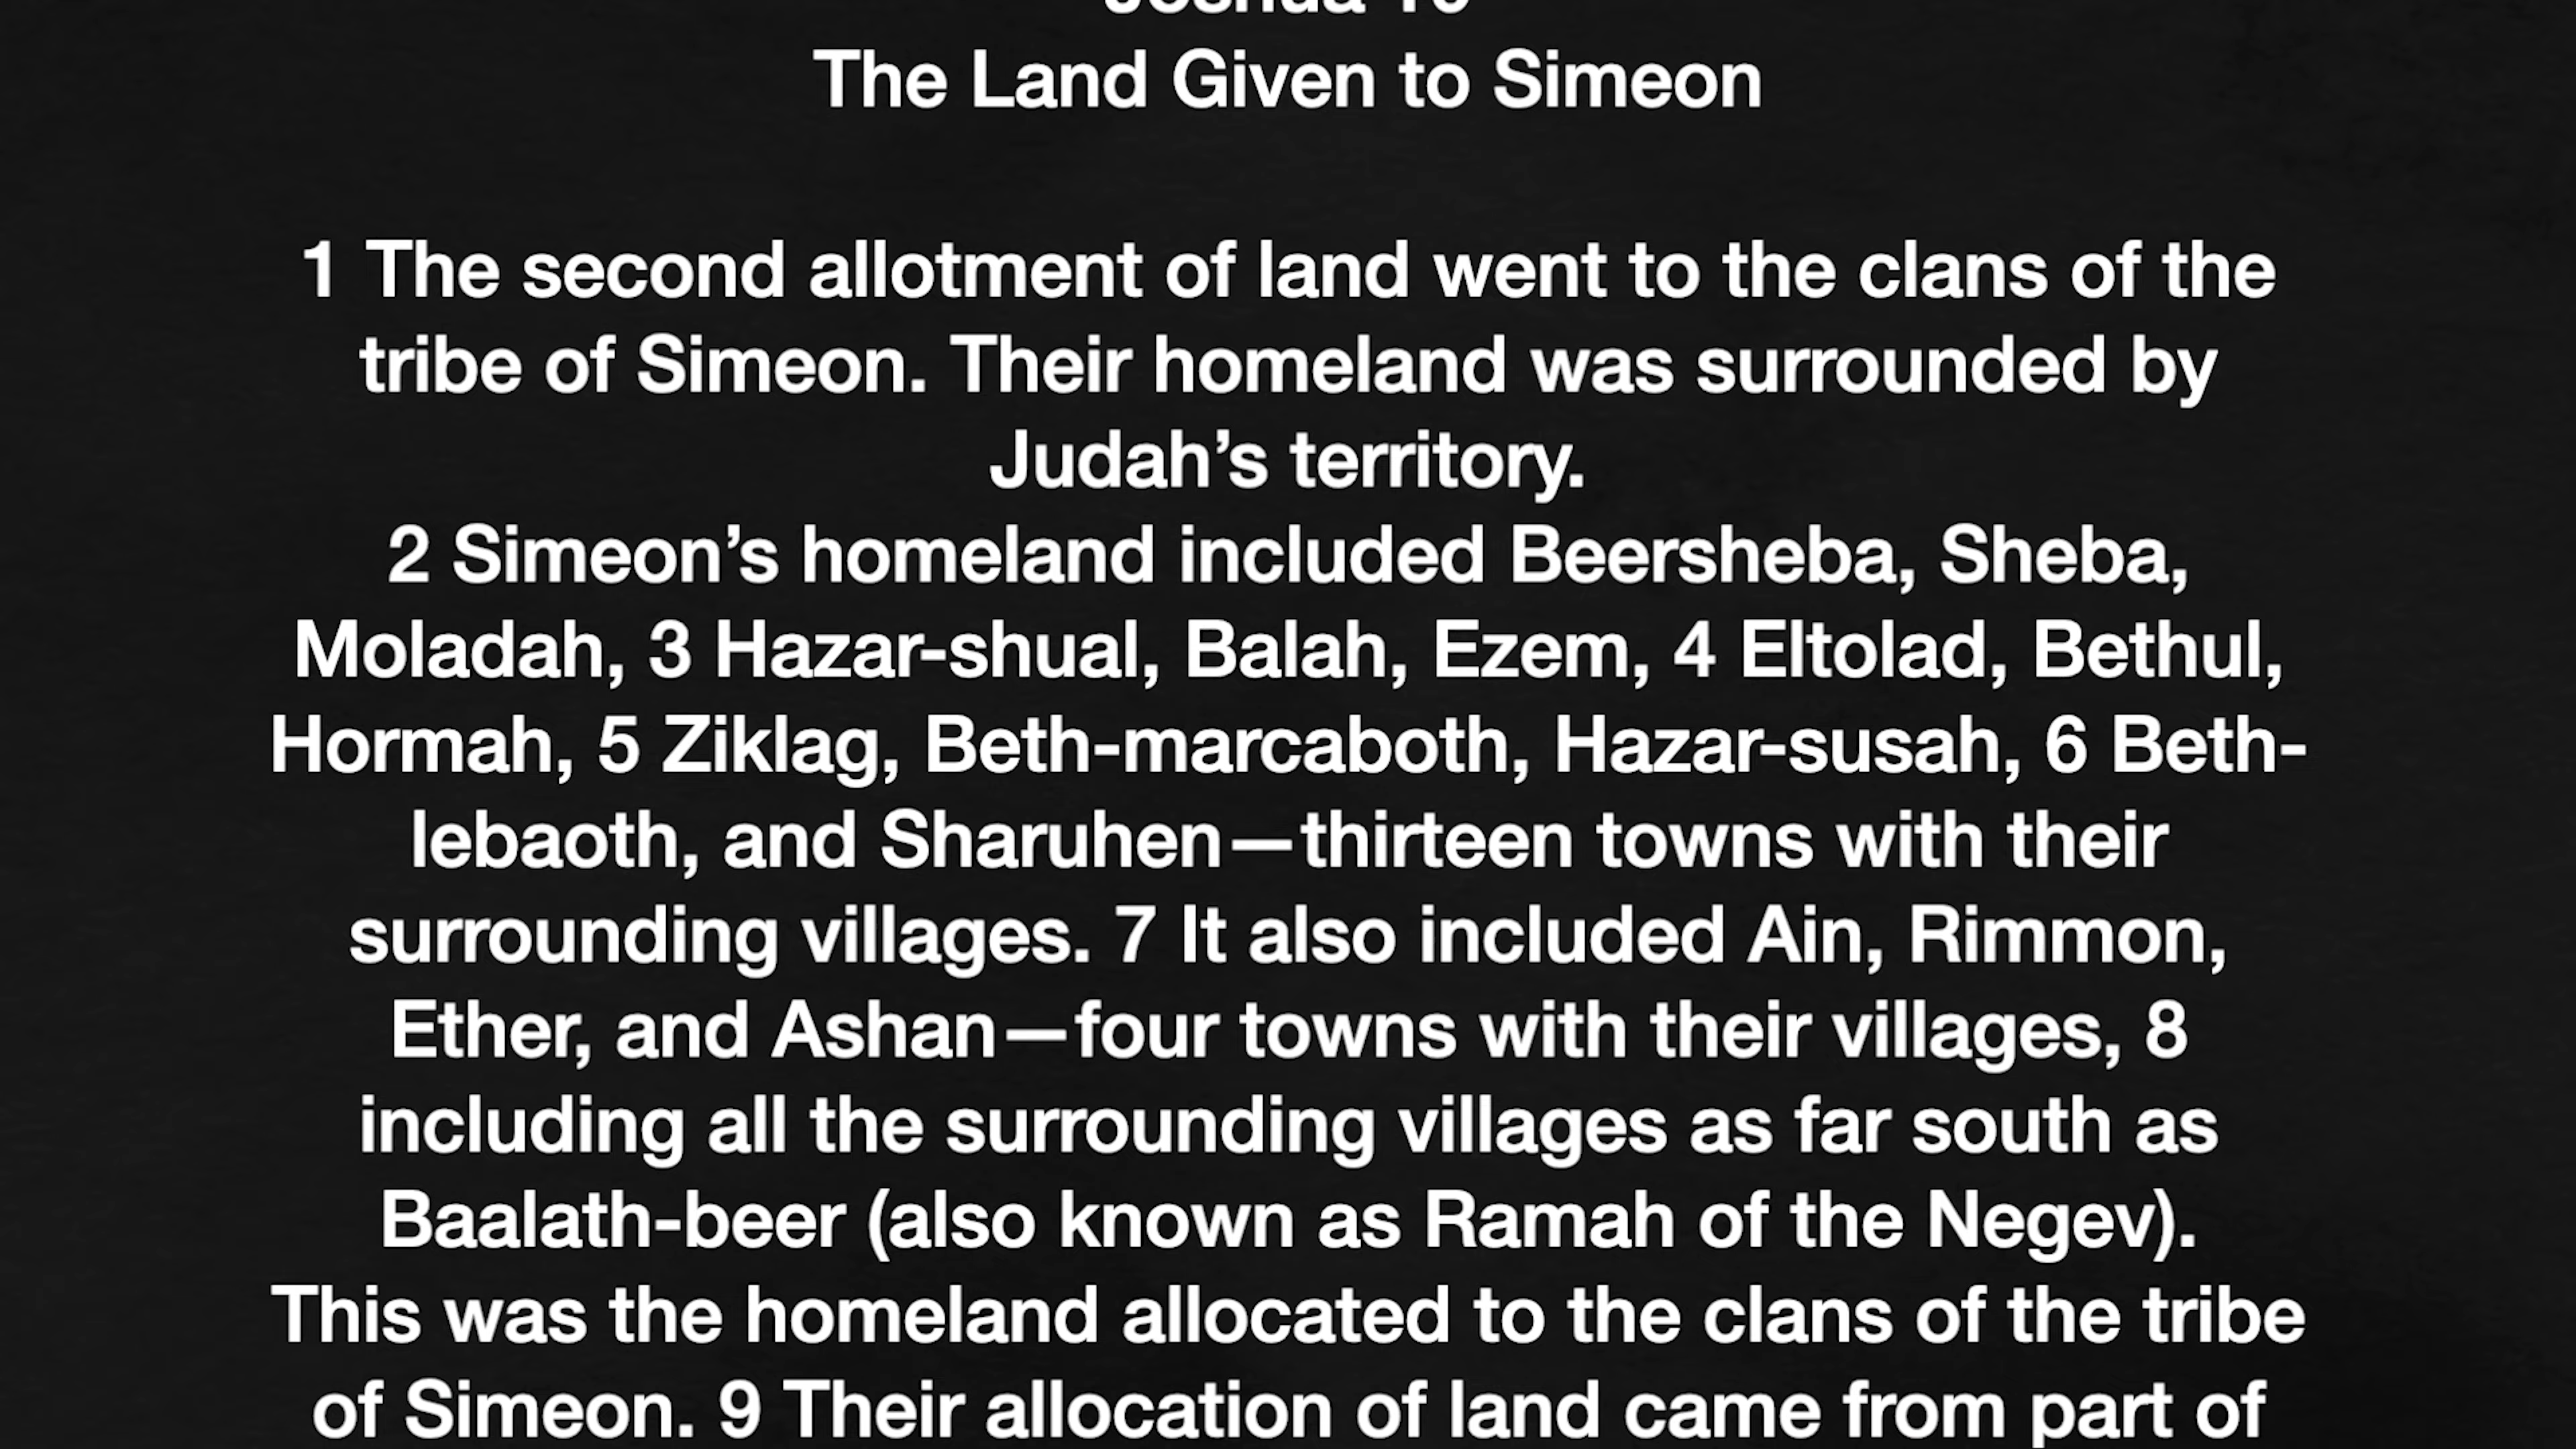 The Land Given to Simeon
1 The second allotment of land went to the clans of the
tribe of Simeon. Their homeland was surrounded by
Judah’s territory.
2 Simeon’s homeland included Beersheba, Sheba,
Moladah, 3 Hazar-shual, Balah, Ezem, 4 Eltolad, Bethul,
Hormah, 5 Ziklag, Beth-marcaboth, Hazar-susah, 6 Beth-
lebaoth, and Sharuhen—thirteen towns with their
surrounding villages. 7 It also included Ain, Rimmon,
Ether, and Ashan—four towns with their villages, 8
including all the surrounding villages as far south as
Baalath-beer (also known as Ramah of the Negev).
This was the homeland allocated to the clans of the tribe
of Simeon. 9 Their allocation of land came from part of